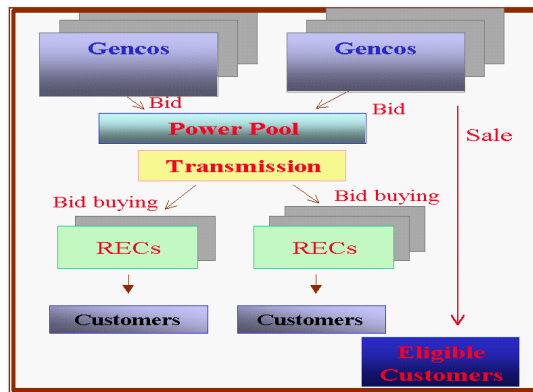 Gencos
Gencos
Bid
Bid
Power Pool
Sale
Transmission
Bid buying
Bid buying
RECs
RECs
Customers
Customers
Eligible
Customers